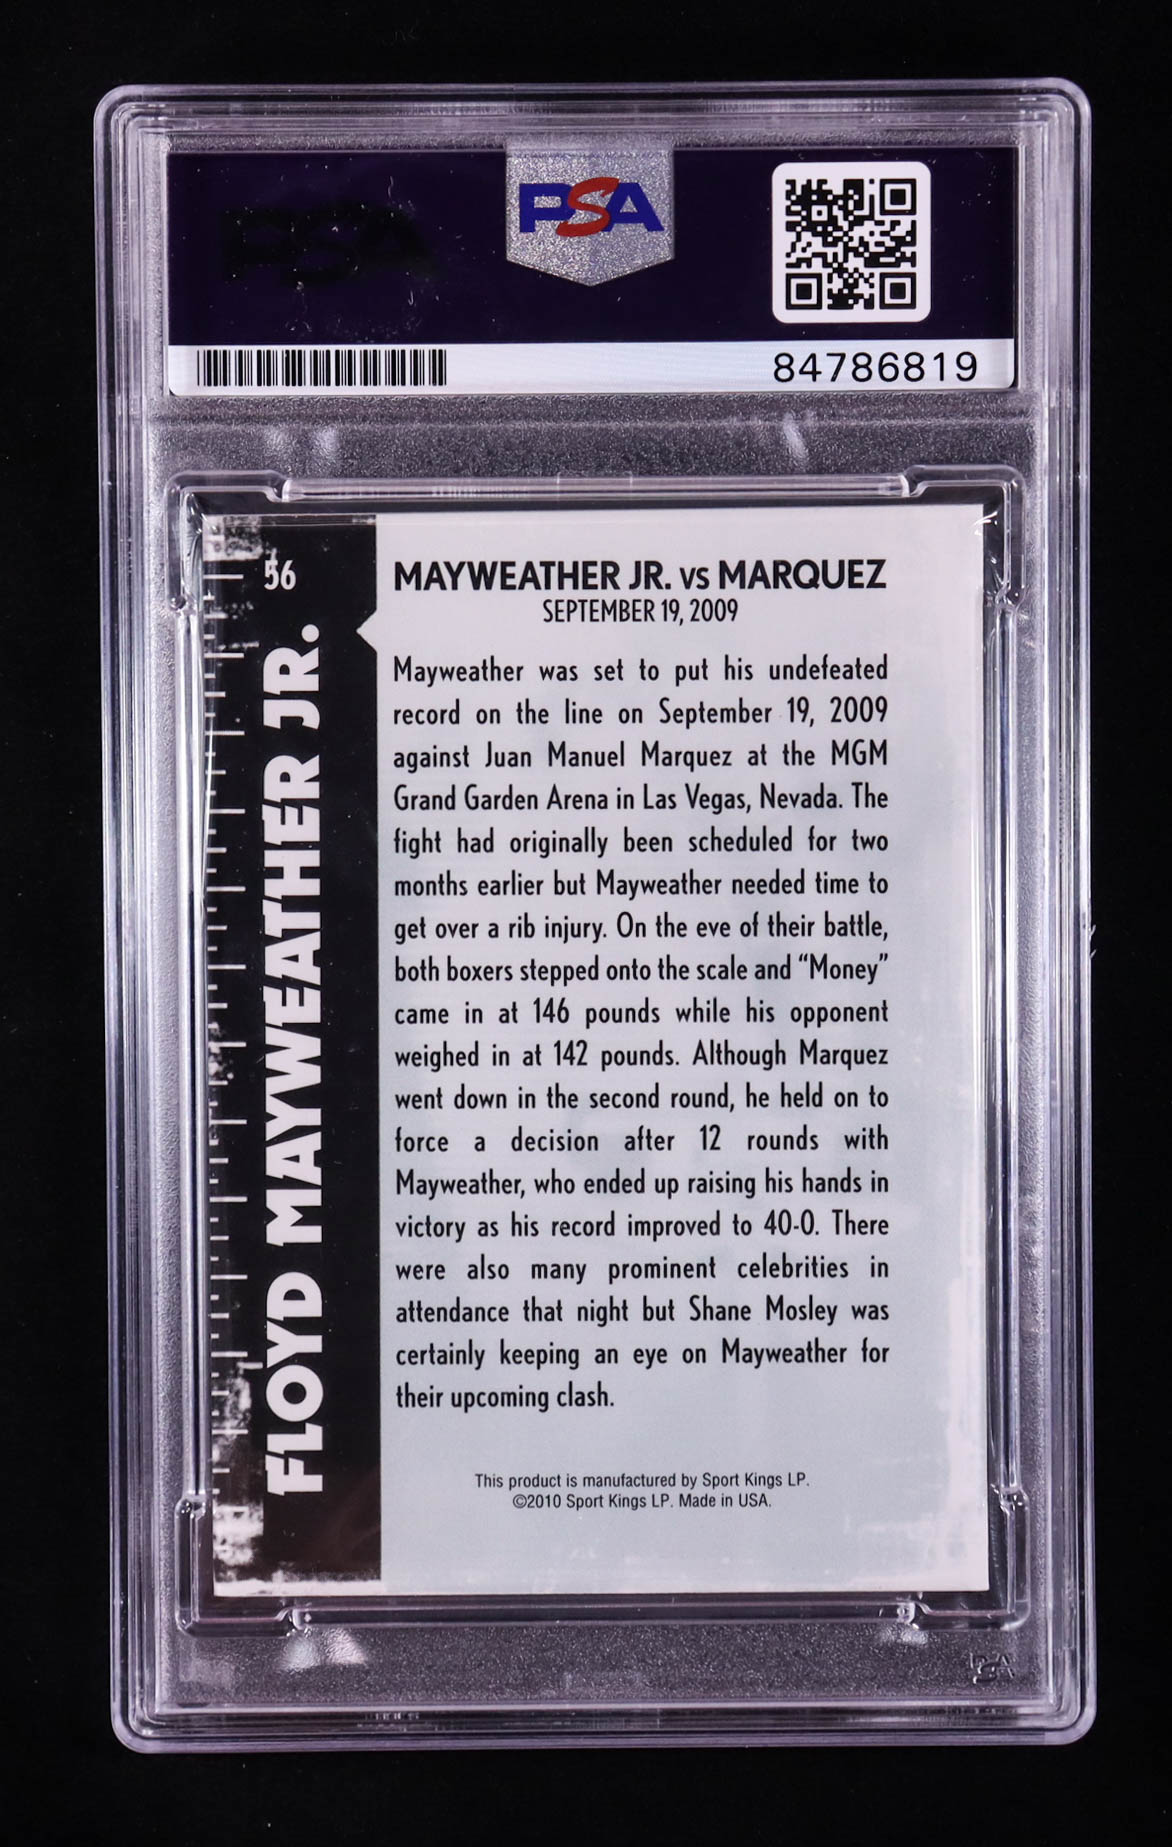 PSA
PSA
84786819
56
FLOYD MAYWEATHER JR.
MAYWEATHER JR. vs MARQUEZ
SEPTEMBER 19, 2009
Mayweather was set to put his undefeated
record on the line on September 19, 2009
against Juan Manuel Marquez at the MGM
Grand Garden Arena in Las Vegas, Nevada. The
fight had originally been scheduled for two
months earlier but Mayweather needed time to
get over a rib injury. On the eve of their battle,
both boxers stepped onto the scale and “Money”
came in at 146 pounds while his opponent
weighed in at 142 pounds. Although Marquez
went down in the second round, he held on to
force a decision after 12 rounds with
Mayweather, who ended up raising his hands in
victory as his record improved to 40-0. There
were also many prominent celebrities in
attendance that night but Shane Mosley was
certainly keeping an eye on Mayweather for
their upcoming clash.
This product is manufactured by Sport Kings LP.
©2010 Sport Kings LP. Made in USA.
PSA